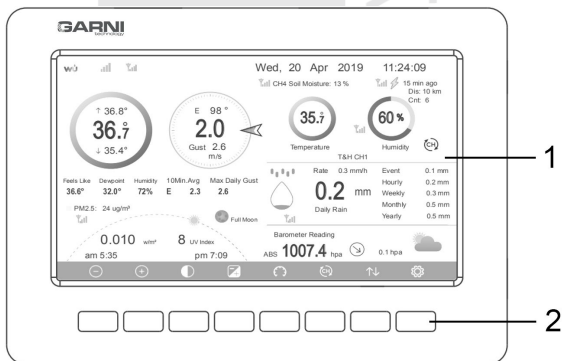 GARNI
technology
Wed, 20 Apr 2019 11:24:09
CH4 Soil Moisture: 13 %
15 min ago
Dis: 10 km
Cnt: 6
↑ 36.8°
36.7°
↓ 35.4°
E 98 °
2.0
Gust 2.6
m/s
35.7°
Temperature
60 %
Humidity
CH
T&H CH1
Feels Like Dewpoint Humidity 10Min.Avg Max Daily Gust
36.6° 32.0° 72% E 2.3 2.6
PM2.5: 24 ug/m³
Full Moon
0.010 w/m² 8 UV Index
am 5:35 pm 7:09
Rate 0.3 mm/h
0.2 mm
Daily Rain
Event 0.1 mm
Hourly 0.2 mm
Weekly 0.3 mm
Monthly 0.5 mm
Yearly 0.5 mm
Barometer Reading
ABS 1007.4 hpa 0.1 hpa
CH
1
2